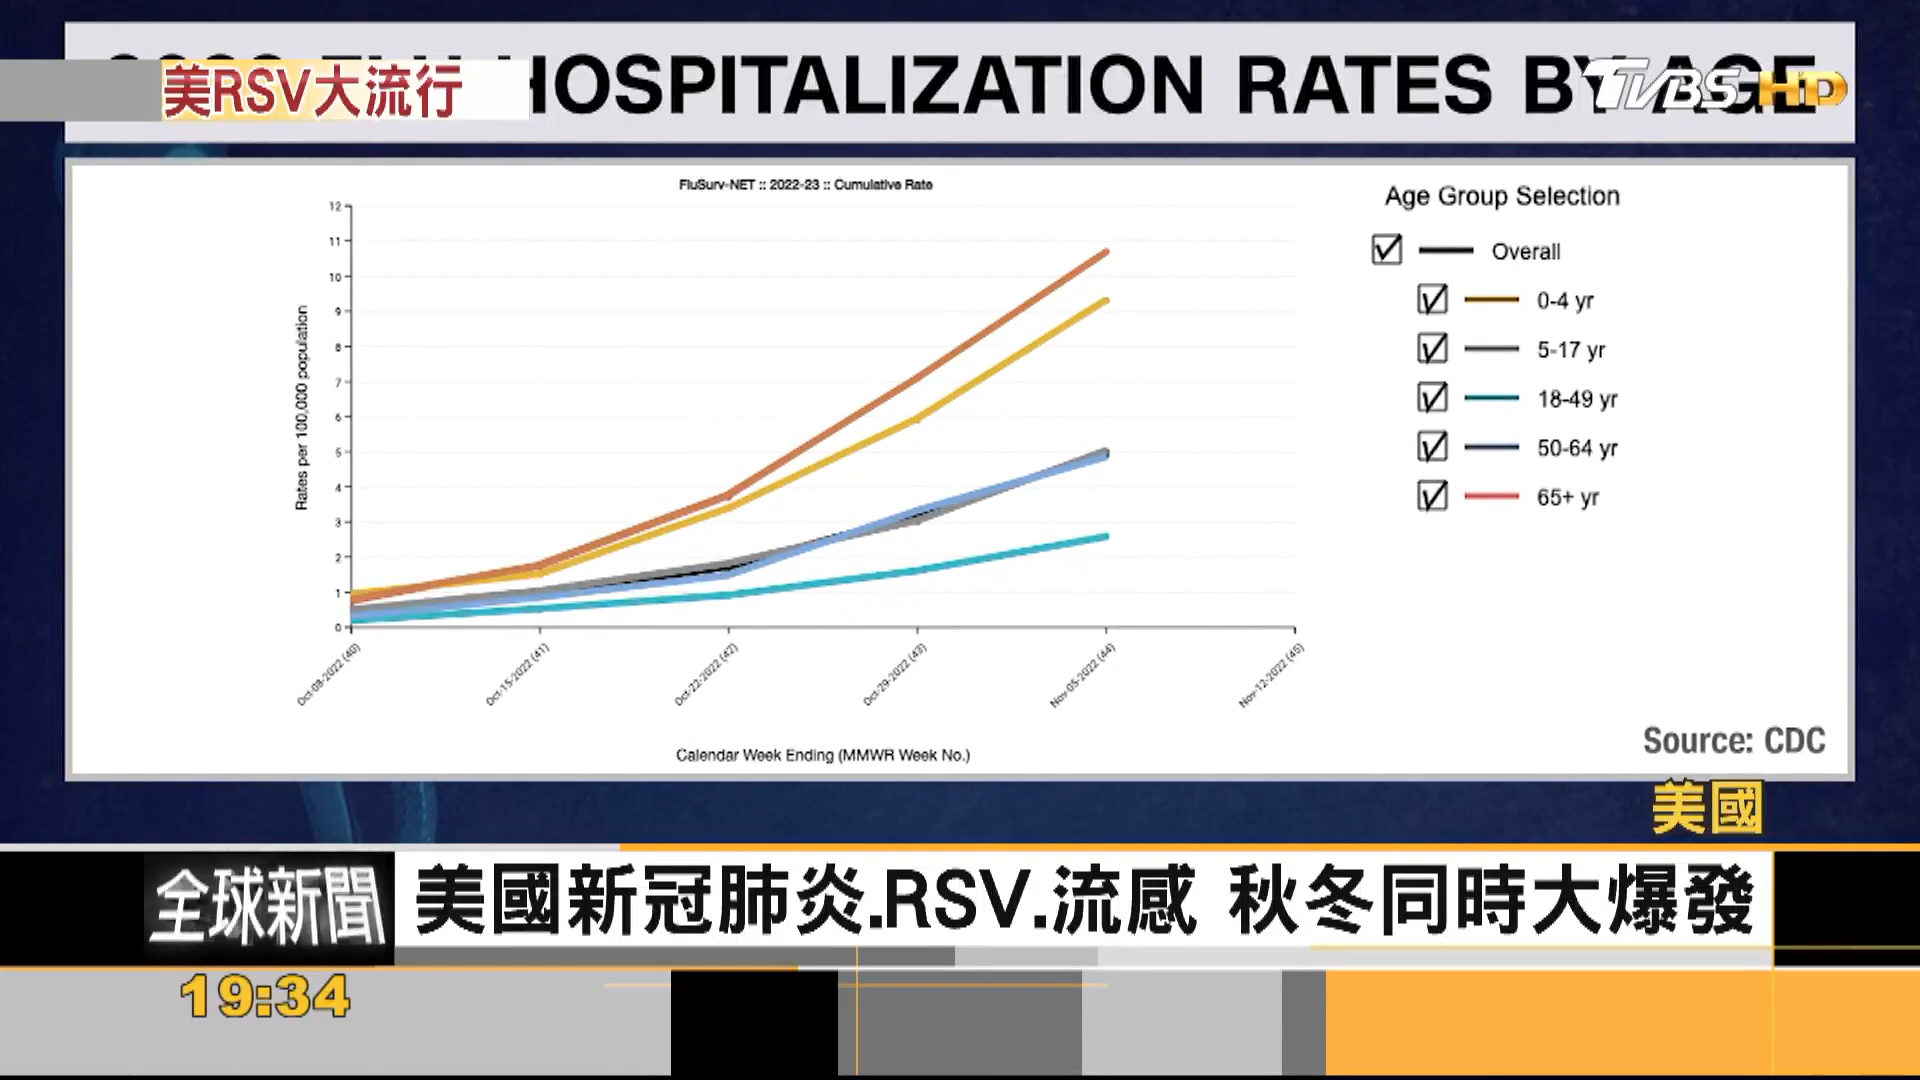 HOSPITALIZATION RATES BY AGE
美RSV大流行
TVBS HD
FluSurv-NET :: 2022-23 :: Cumulative Rate
12
11
10
9
8
7
6
5
4
3
2
1
0
Rates per 100,000 population
Oct-08-2022 (40)
Oct-15-2022 (41)
Oct-22-2022 (42)
Oct-29-2022 (43)
Nov-05-2022 (44)
Nov-12-2022 (45)
Calendar Week Ending (MMWR Week No.)
Age Group Selection
Overall
0-4 yr
5-17 yr
18-49 yr
50-64 yr
65+ yr
Source: CDC
美國
全球新聞
美國新冠肺炎.RSV.流感 秋冬同時大爆發
19:34